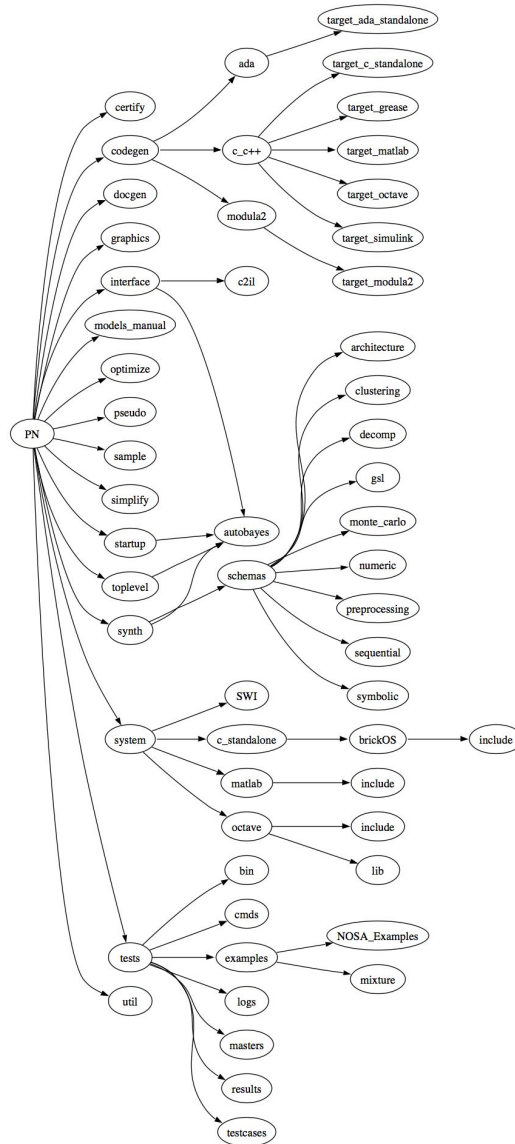 target_ada_standalone
ada
target_c_standalone
certify
target_grease
codegen
c_c++
target_matlab
docgen
target_octave
modula2
graphics
target_simulink
interface
c2il
target_modula2
models_manual
architecture
optimize
clustering
pseudo
PN
decomp
sample
gsl
simplify
monte_carlo
startup
autobayes
numeric
toplevel
schemas
preprocessing
synth
sequential
symbolic
SWI
system
c_standalone
brickOS
include
matlab
include
octave
include
bin
lib
cmds
NOSA_Examples
tests
examples
mixture
util
logs
masters
results
testcases